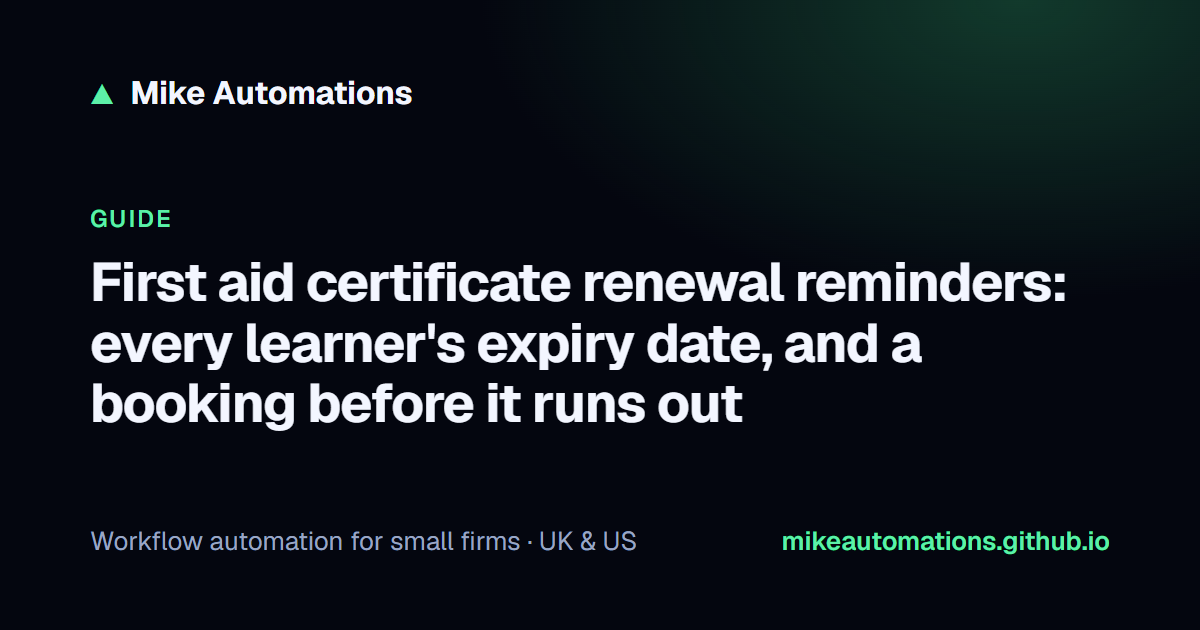 Mike Automations
GUIDE
First aid certificate renewal reminders:
every learner's expiry date, and a
booking before it runs out
Workflow automation for small firms · UK & US
mikeautomations.github.io